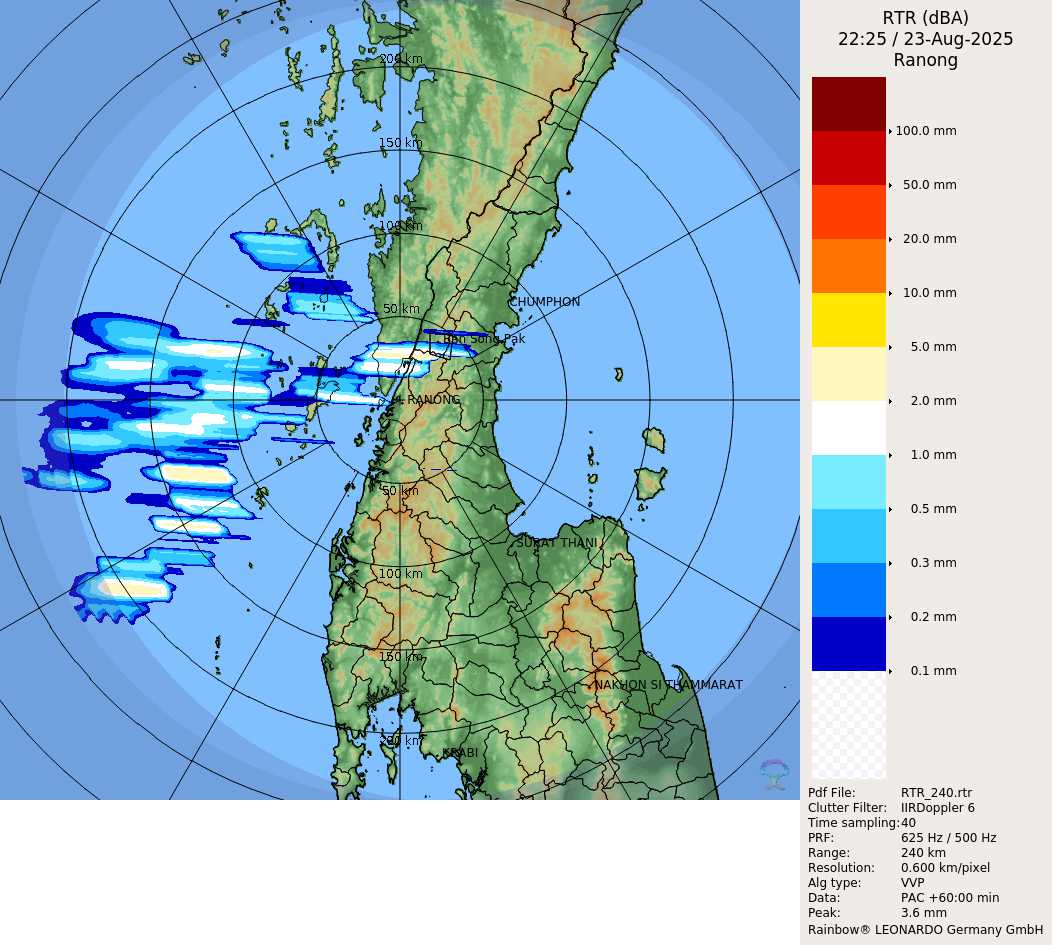 RTR (dBA)
22:25 / 23-Aug-2025
Ranong
200 km
150 km
100 km
50 km
CHUMPHON
Ban Song Pak
RANONG
50 km
SURAT THANI
100 km
150 km
NAKHON SI THAMMARAT
200 km
KRABI
100.0 mm
50.0 mm
20.0 mm
10.0 mm
5.0 mm
2.0 mm
1.0 mm
0.5 mm
0.3 mm
0.2 mm
0.1 mm
Pdf File: RTR_240.rtr
Clutter Filter: IIRDoppler 6
Time sampling:40
PRF: 625 Hz / 500 Hz
Range: 240 km
Resolution: 0.600 km/pixel
Alg type: VVP
Data: PAC +60:00 min
Peak: 3.6 mm
Rainbow® LEONARDO Germany GmbH